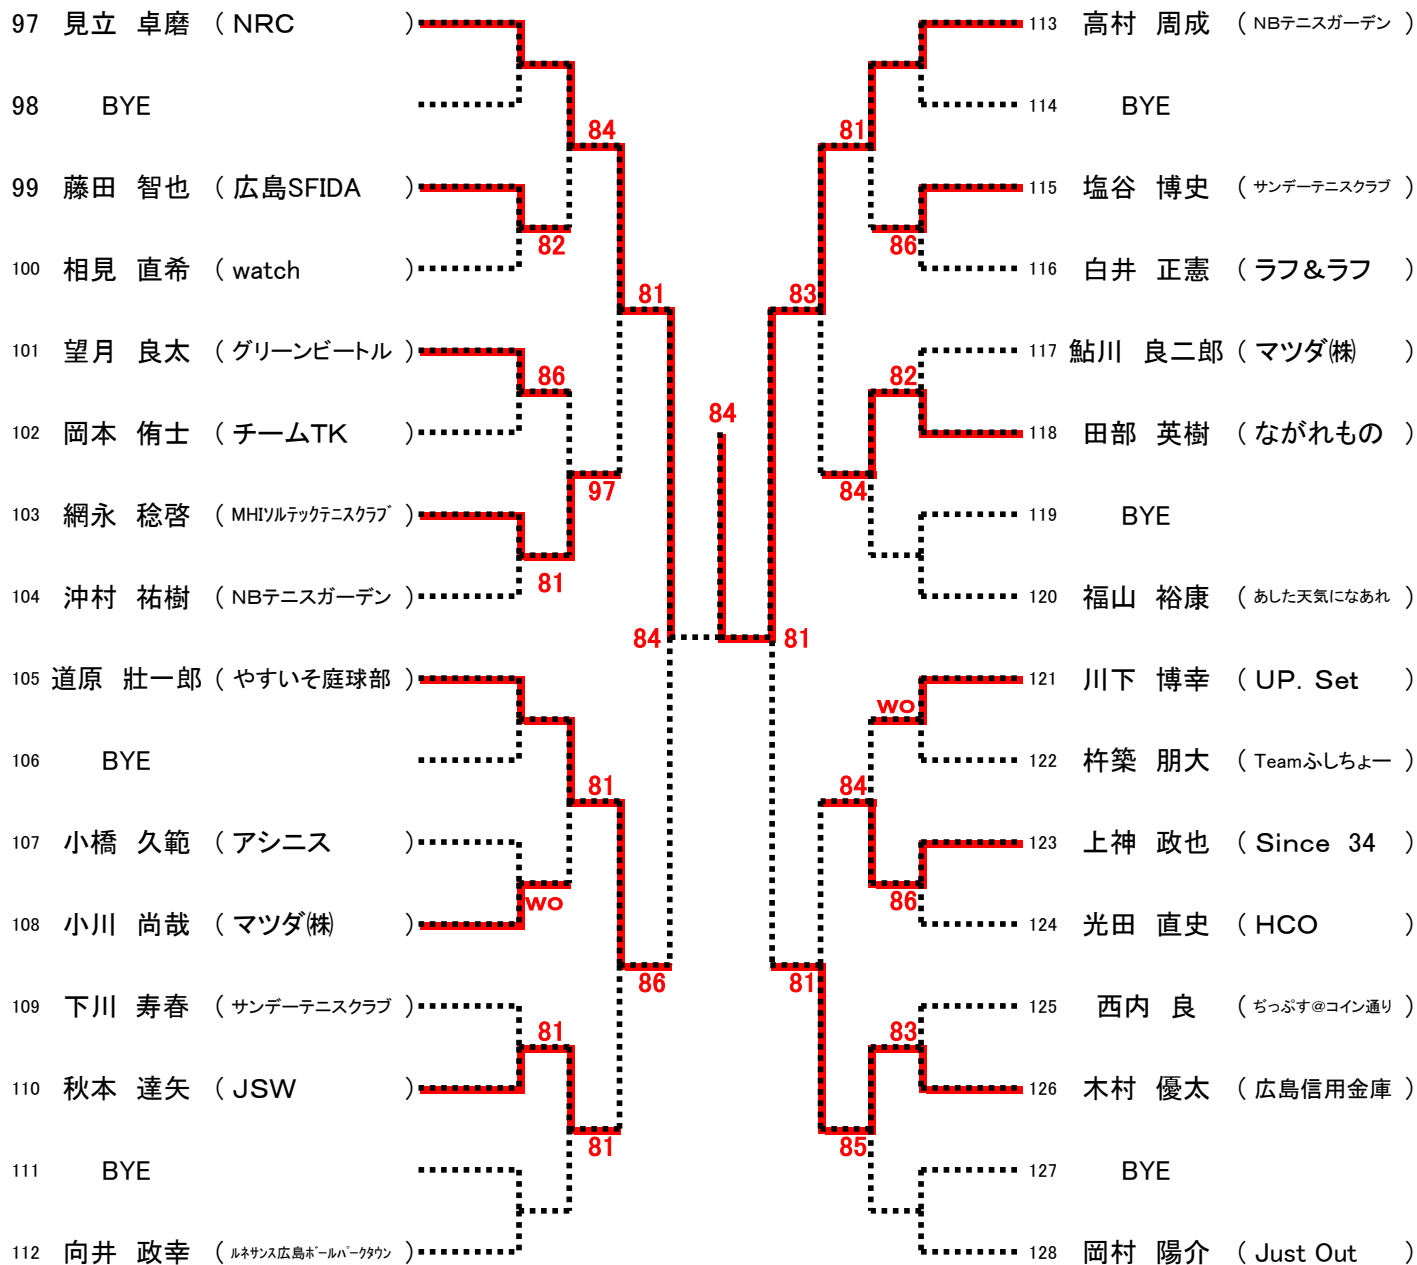 97 見立 卓磨 ( NRC )
98 BYE
99 藤田 智也 ( 広島SFIDA )
100 相見 直希 ( watch )
101 望月 良太 ( グリーンビートル )
102 岡本 侑士 ( チームTK )
103 網永 稔啓 ( MHIソルテックテニスクラブ )
104 沖村 祐樹 ( NBテニスガーデン )
105 道原 壯一郎 ( やすいそ庭球部 )
106 BYE
107 小橋 久範 ( アシニス )
108 小川 尚哉 ( マツダ㈱ )
109 下川 寿春 ( サンデーテニスクラブ )
110 秋本 達矢 ( JSW )
111 BYE
112 向井 政幸 ( ルネサンス広島ボールパークタウン )
84
82
81
86
97
81
84
81
wo
86
81
81
84
81
81
86
83
82
84
wo
84
86
81
83
85
113 高村 周成 ( NBテニスガーデン )
114 BYE
115 塩谷 博史 ( サンデーテニスクラブ )
116 白井 正憲 ( ラフ＆ラフ )
117 鮎川 良二郎 ( マツダ㈱ )
118 田部 英樹 ( ながれもの )
119 BYE
120 福山 裕康 ( あした天気になあれ )
121 川下 博幸 ( UP. Set )
122 杵築 朋大 ( Teamふしちょー )
123 上神 政也 ( Since 34 )
124 光田 直史 ( HCO )
125 西内 良 ( ぢっぷす@コイン通り )
126 木村 優太 ( 広島信用金庫 )
127 BYE
128 岡村 陽介 ( Just Out )